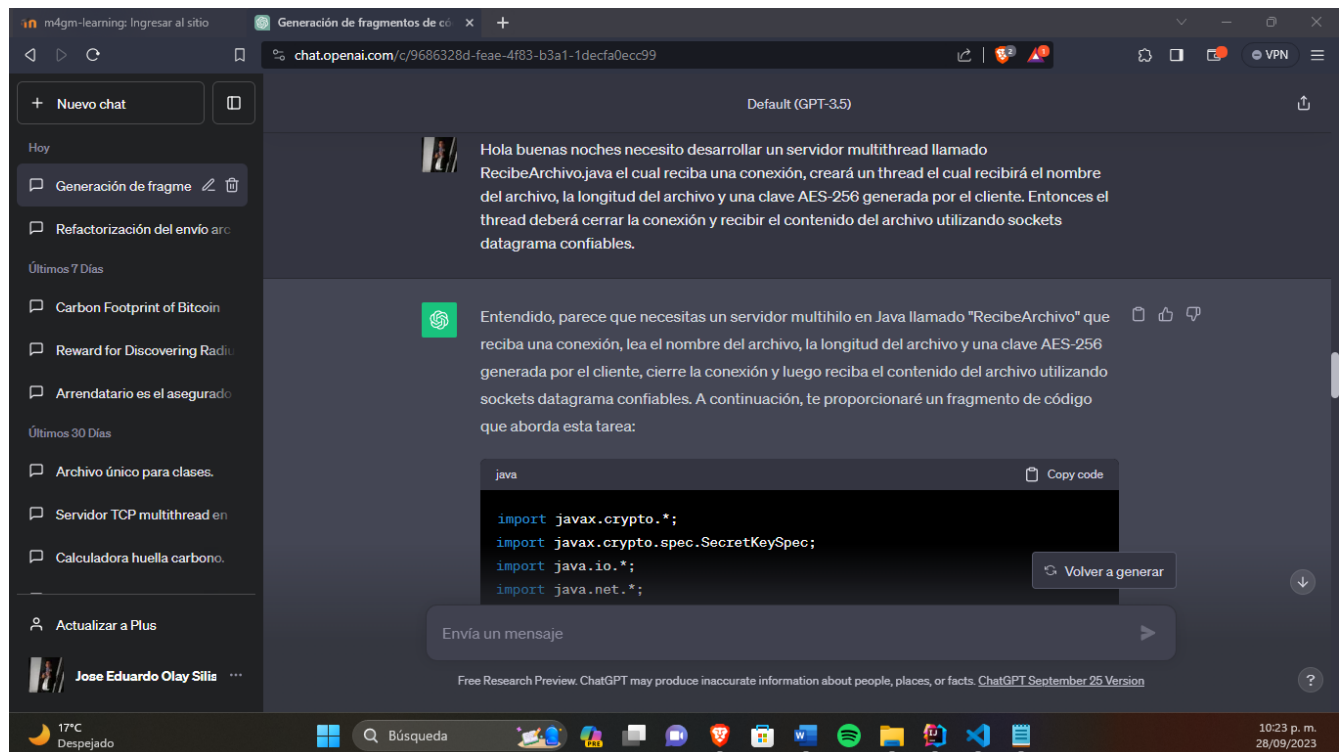 m4gm-learning: Ingresar al sitio
Generación de fragmentos de có
chat.openai.com/c/9686328d-feae-4f83-b3a1-1decfa0ecc99
2
VPN
Nuevo chat
Default (GPT-3.5)
Hoy
Generación de fragme
Refactorización del envío arc
Últimos 7 Días
Carbon Footprint of Bitcoin
Reward for Discovering Radiu
Arrendatario es el asegurado
Últimos 30 Días
Archivo único para clases.
Servidor TCP multithread en
Calculadora huella carbono.
Actualizar a Plus
Jose Eduardo Olay Silis
Hola buenas noches necesito desarrollar un servidor multithread llamado
RecibeArchivo.java el cual reciba una conexión, creará un thread el cual recibirá el nombre
del archivo, la longitud del archivo y una clave AES-256 generada por el cliente. Entonces el
thread deberá cerrar la conexión y recibir el contenido del archivo utilizando sockets
datagrama confiables.
Entendido, parece que necesitas un servidor multihilo en Java llamado "RecibeArchivo" que
reciba una conexión, lea el nombre del archivo, la longitud del archivo y una clave AES-256
generada por el cliente, cierre la conexión y luego reciba el contenido del archivo utilizando
sockets datagrama confiables. A continuación, te proporcionaré un fragmento de código
que aborda esta tarea:
java
Copy code
import javax.crypto.*;
import javax.crypto.spec.SecretKeySpec;
import java.io.*;
import java.net.*;
Volver a generar
Envía un mensaje
Free Research Preview. ChatGPT may produce inaccurate information about people, places, or facts. ChatGPT September 25 Version
?
17°C
Despejado
Búsqueda
PRE
10:23 p. m.
28/09/2023